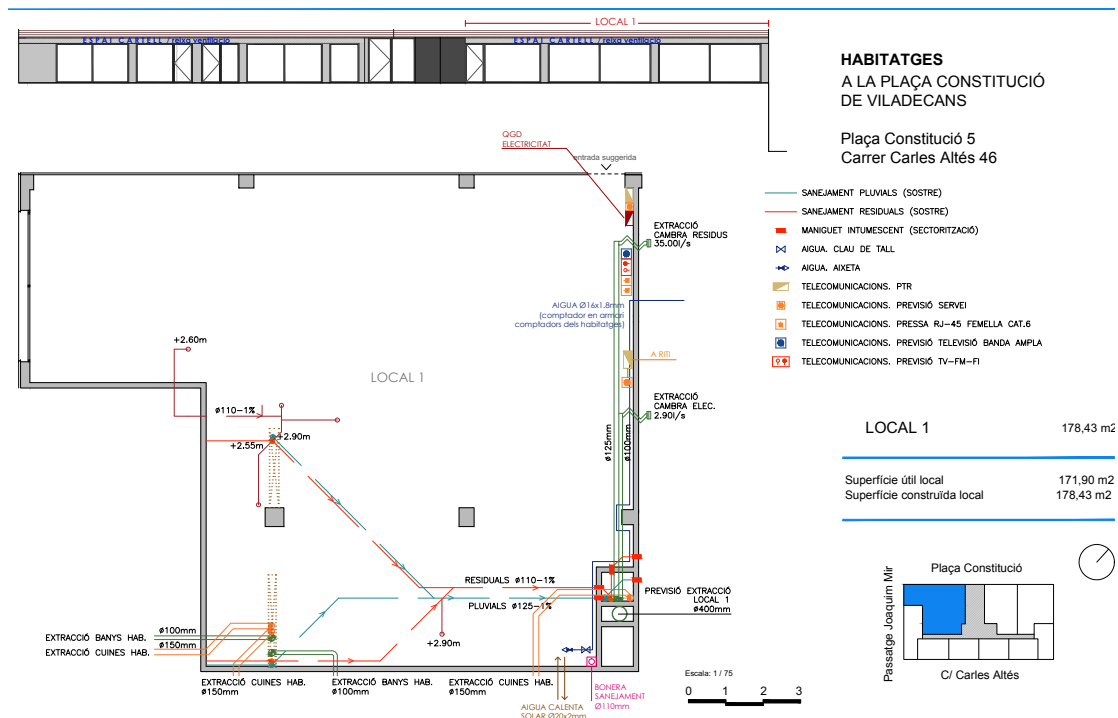 LOCAL 1
ESPAI CARTELL / reixa ventilació
ESPAI CARTELL / reixa ventilació
HABITATGES
A LA PLAÇA CONSTITUCIÓ
DE VILADECANS
Plaça Constitució 5
Carrer Carles Altés 46
QGD
ELECTRICITAT
entrada suggerida
SANEJAMENT PLUVIALS (SOSTRE)
SANEJAMENT RESIDUALS (SOSTRE)
MANIGUET INTUMESCENT (SECTORITZACIÓ)
AIGUA. CLAU DE TALL
AIGUA. AIXETA
TELECOMUNICACIONS. PTR
TELECOMUNICACIONS. PREVISIÓ SERVEI
TELECOMUNICACIONS. PRESSA RJ-45 FEMELLA CAT.6
TELECOMUNICACIONS. PREVISIÓ TELEVISIÓ BANDA AMPLA
TELECOMUNICACIONS. PREVISIÓ TV-FM-FI
EXTRACCIÓ
CAMBRA RESIDUS
35.00l/s
AIGUA Ø16x1.8mm
(comptador en armari
comptadors dels habitatges)
A RITI
+2.60m
LOCAL 1
EXTRACCIÓ
CAMBRA ELEC.
2.90l/s
ø110-1%
+2.90m
+2.55m
ø125mm
ø100mm
LOCAL 1 178,43 m2
Superfície útil local 171,90 m2
Superfície construïda local 178,43 m2
RESIDUALS ø110-1%
PLUVIALS ø125-1%
PREVISIÓ EXTRACCIÓ
LOCAL 1
ø400mm
+2.90m
ø100mm
EXTRACCIÓ BANYS HAB.
ø150mm
EXTRACCIÓ CUINES HAB.
EXTRACCIÓ CUINES HAB.
ø150mm
EXTRACCIÓ BANYS HAB.
ø100mm
EXTRACCIÓ CUINES HAB.
ø150mm
AIGUA CALENTA
SOLAR Ø20x2mm
BONERA
SANEJAMENT
Ø110mm
Escala: 1 / 75
0 1 2 3
Plaça Constitució
Passatge Joaquim Mir
C/ Carles Altés